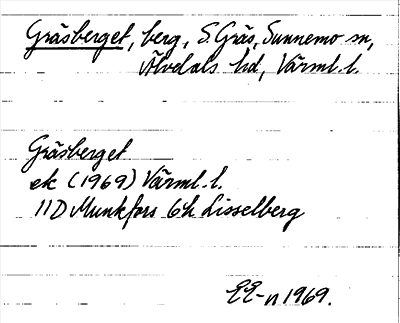 Gräsberget, berg, S. Gräs, Sunnemo sn,
Älvdals hd, Värml. l.
Gräsberget
ek (1969) Värml. l.
11D Munkfors 6h Lisselberg
EE-n 1969.